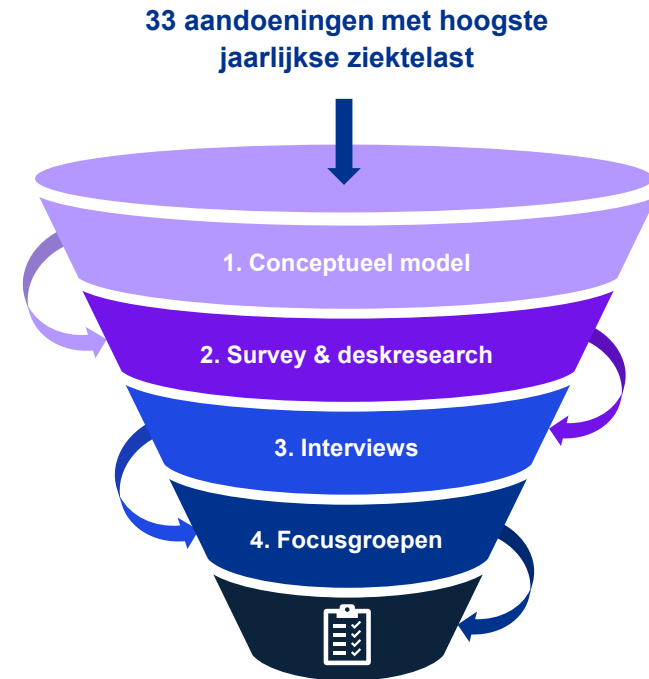 33 aandoeningen met hoogste
jaarlijkse ziektelast
1. Conceptueel model
2. Survey & deskresearch
3. Interviews
4. Focusgroepen